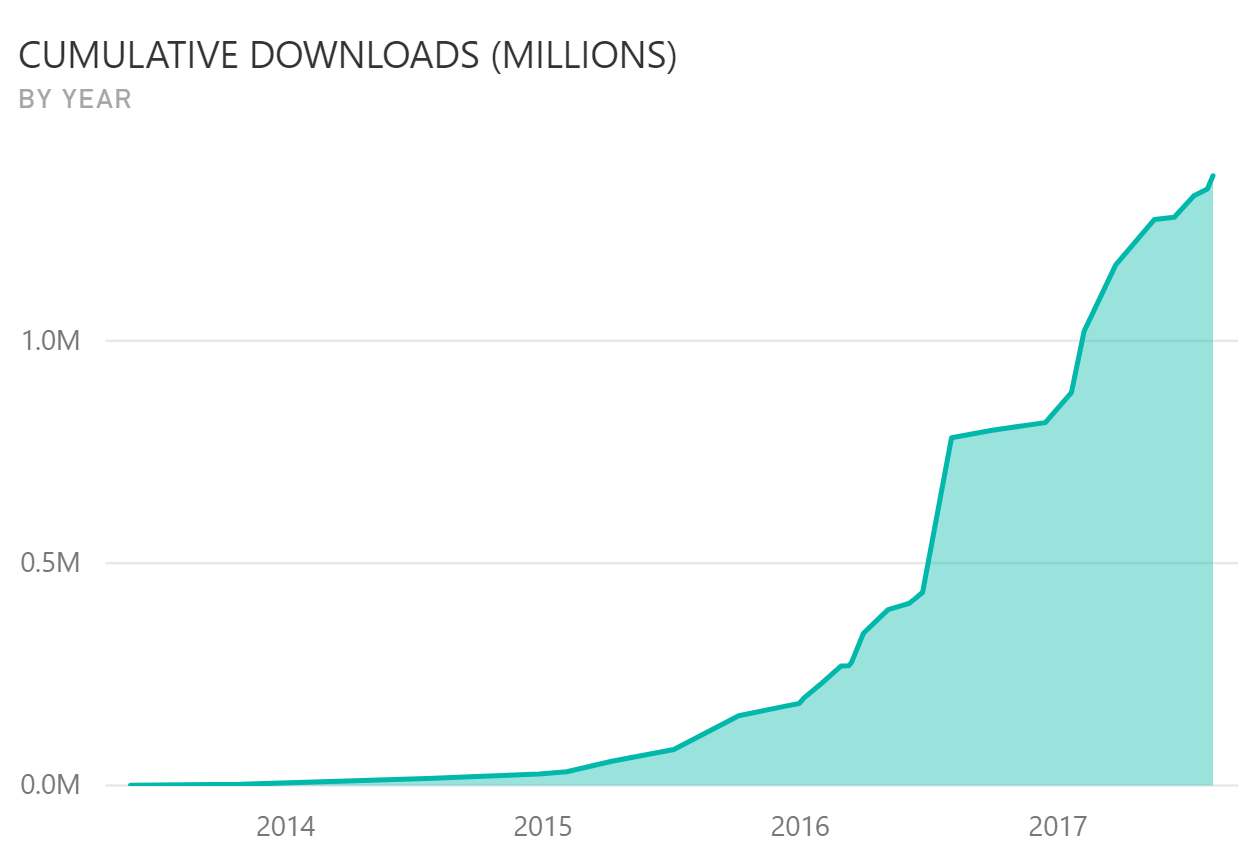 CUMULATIVE DOWNLOADS (MILLIONS)
BY YEAR
1.0M
0.5M
0.0M
2014 2015 2016 2017